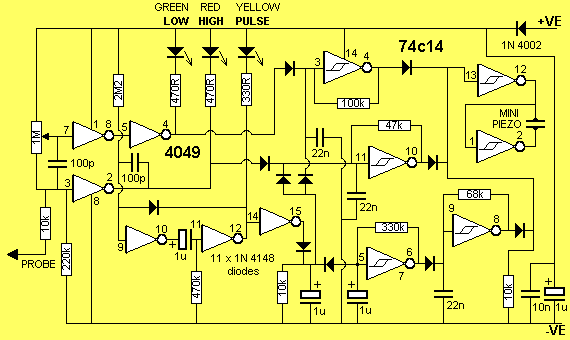 GREEN RED YELLOW
LOW HIGH PULSE
74c14
+VE
1N 4002
14
3 4
13 12
470R 470R 330R
2M2
100k
1M
1
7 8 5 4
4049
100p
100p
22n
47k
MINI
PIEZO
1 2
11 10
3 2
8
22n
68k
10k
14 15
330k
9 8
PROBE
9 10
+
1u
11 12
11 x 1N 4148
diodes
5 6
7
220k
470k
10k
+
1u
+
1u
22n
10k
10n
+
1u
-VE